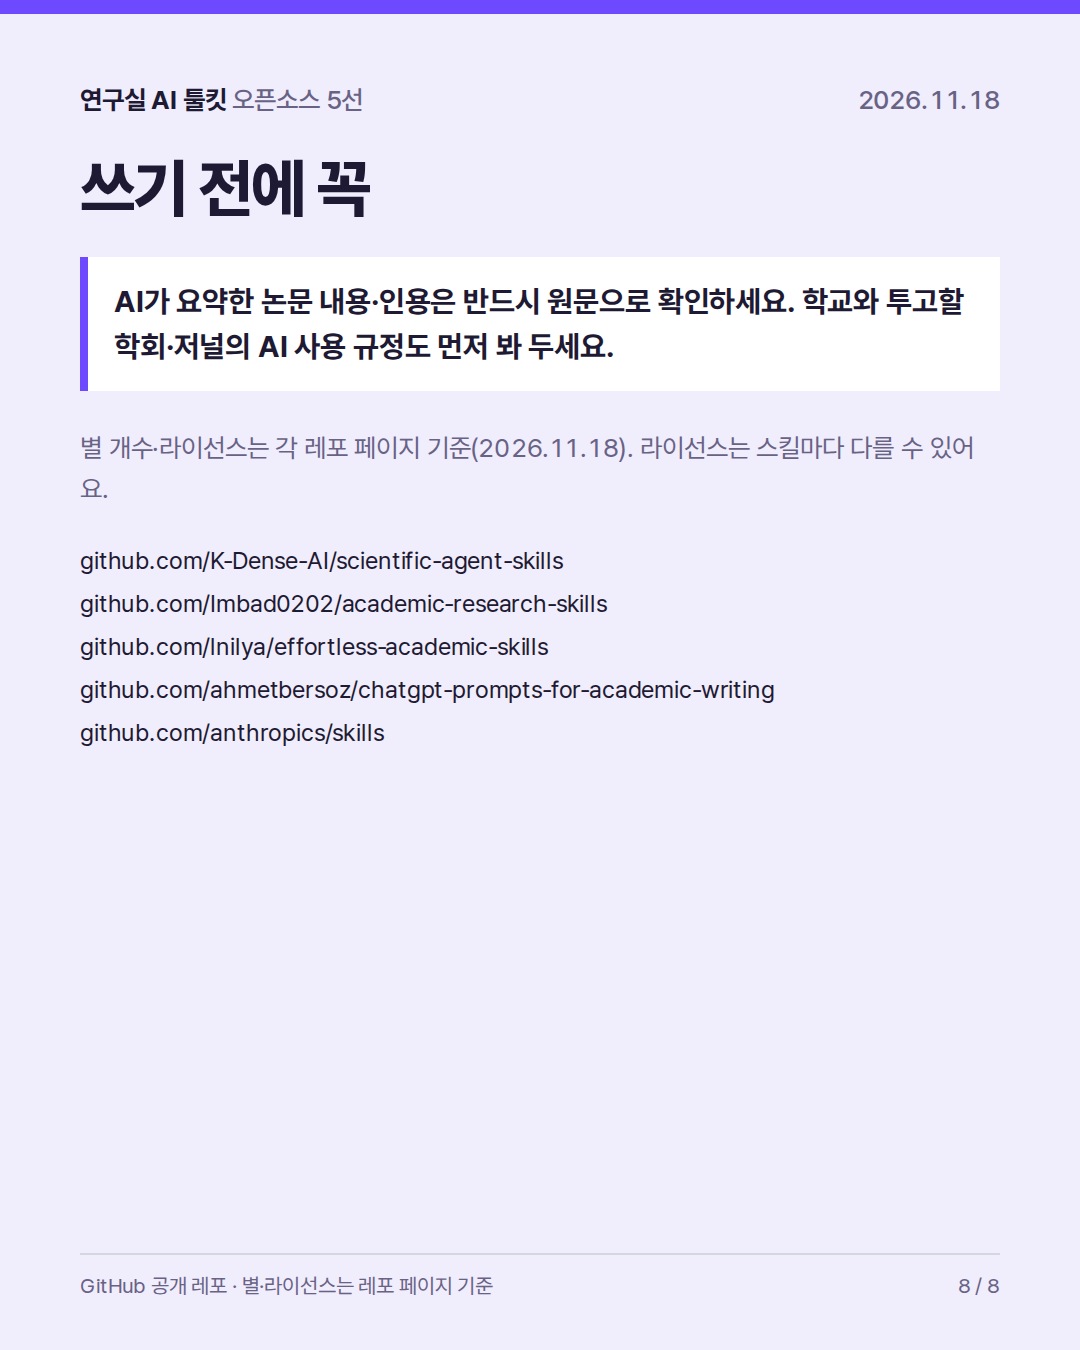 연구실 AI 툴킷 오픈소스 5선
2026.11.18
쓰기 전에 꼭
AI가 요약한 논문 내용·인용은 반드시 원문으로 확인하세요. 학교와 투고할
학회·저널의 AI 사용 규정도 먼저 봐 두세요.
별 개수·라이선스는 각 레포 페이지 기준(2026.11.18). 라이선스는 스킬마다 다를 수 있어
요.
github.com/K-Dense-AI/scientific-agent-skills
github.com/Imbad0202/academic-research-skills
github.com/lnilya/effortless-academic-skills
github.com/ahmetbersoz/chatgpt-prompts-for-academic-writing
github.com/anthropics/skills
GitHub 공개 레포 · 별·라이선스는 레포 페이지 기준
8 / 8